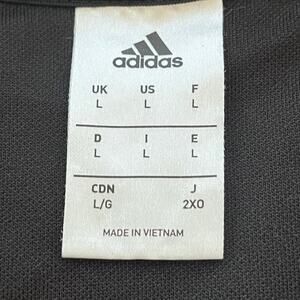 adidas
UK US F
L L L
D I E
L L L
CDN J
L/G 2XO
MADE IN VIETNAM